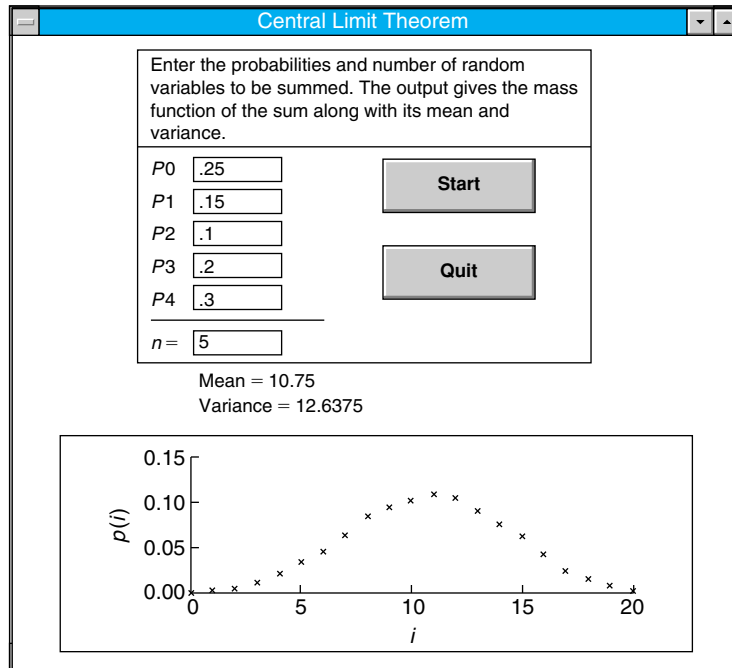 Central Limit Theorem
Enter the probabilities and number of random
variables to be summed. The output gives the mass
function of the sum along with its mean and
variance.
P0 .25
P1 .15
P2 .1
P3 .2
P4 .3
n = 5
Start
Quit
Mean = 10.75
Variance = 12.6375
p(i)
0.15
0.10
0.05
0.00
0 5 10 15 20
i